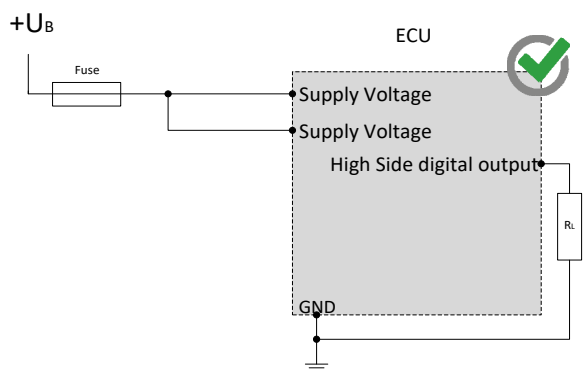 +UB
ECU
Fuse
Supply Voltage
Supply Voltage
High Side digital output
RL
GND